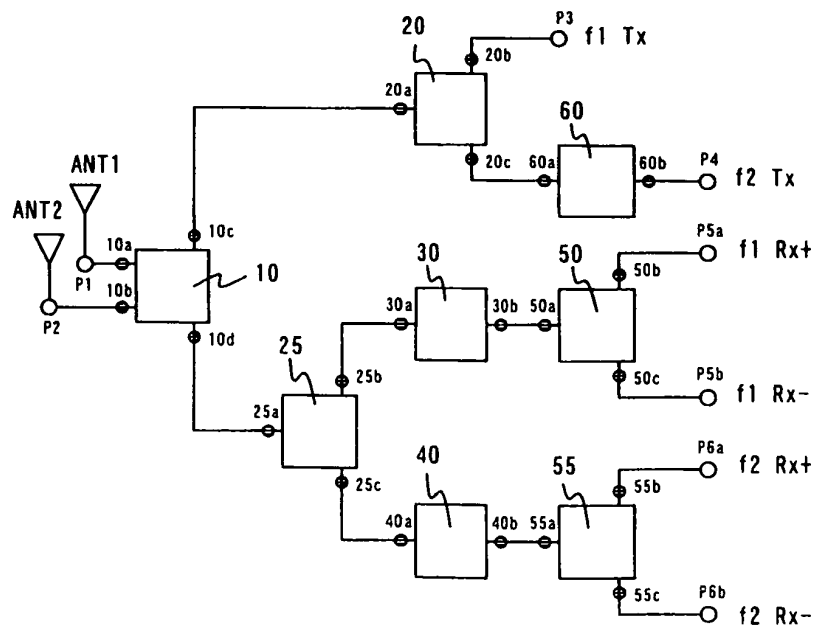 P3
f1 Tx
20
20b
20a
60
20c
60a
60b
P4
f2 Tx
ANT1
ANT2
10c
10a
P1
10b
P2
10
10d
P5a
f1 Rx+
30
50
50b
30a
30b
50a
25
25b
50c
P5b
f1 Rx-
25a
P6a
f2 Rx+
40
55
55b
25c
40a
40b
55a
55c
P6b
f2 Rx-